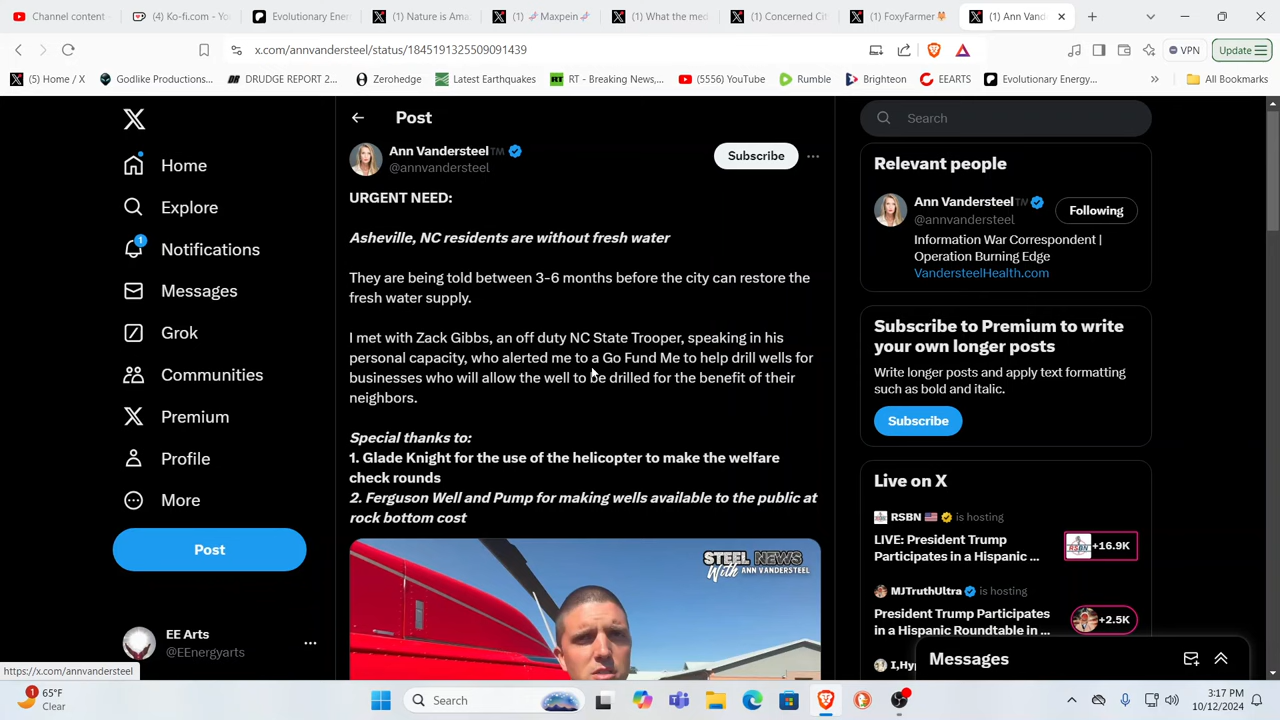 Channel content
(4) Ko-fi.com - Yo
Evolutionary Ener
(1) Nature is Ama
(1) 🧬Maxpein🧬
(1) What the med
(1) Concerned Cit
(1) FoxyFarmer🦊
(1) Ann Vand
x.com/annvandersteel/status/1845191325509091439
VPN
Update
(5) Home / X
Godlike Productions...
DRUDGE REPORT 2...
Zerohedge
Latest Earthquakes
RT - Breaking News,...
(5556) YouTube
Rumble
Brighteon
EEARTS
Evolutionary Energy...
All Bookmarks
Home
Explore
1
Notifications
Messages
Grok
Communities
Premium
Profile
More
Post
EE Arts
@EEnergyarts
https://x.com/annvandersteel
Post
Ann Vandersteel™
@annvandersteel
Subscribe
URGENT NEED:
Asheville, NC residents are without fresh water
They are being told between 3-6 months before the city can restore the
fresh water supply.
I met with Zack Gibbs, an off duty NC State Trooper, speaking in his
personal capacity, who alerted me to a Go Fund Me to help drill wells for
businesses who will allow the well to be drilled for the benefit of their
neighbors.
Special thanks to:
1. Glade Knight for the use of the helicopter to make the welfare
check rounds
2. Ferguson Well and Pump for making wells available to the public at
rock bottom cost
STEEL NEWS
With ANN VANDERSTEEL
Search
Relevant people
Ann Vandersteel™
@annvandersteel
Following
Information War Correspondent |
Operation Burning Edge
VandersteelHealth.com
Subscribe to Premium to write
your own longer posts
Write longer posts and apply text formatting
such as bold and italic.
Subscribe
Live on X
RSBN 🇺🇸 is hosting
LIVE: President Trump
Participates in a Hispanic ...
+16.9K
MJTruthUltra is hosting
President Trump Participates
in a Hispanic Roundtable in ...
+2.5K
Messages
1
65°F
Clear
Search
3:17 PM
10/12/2024